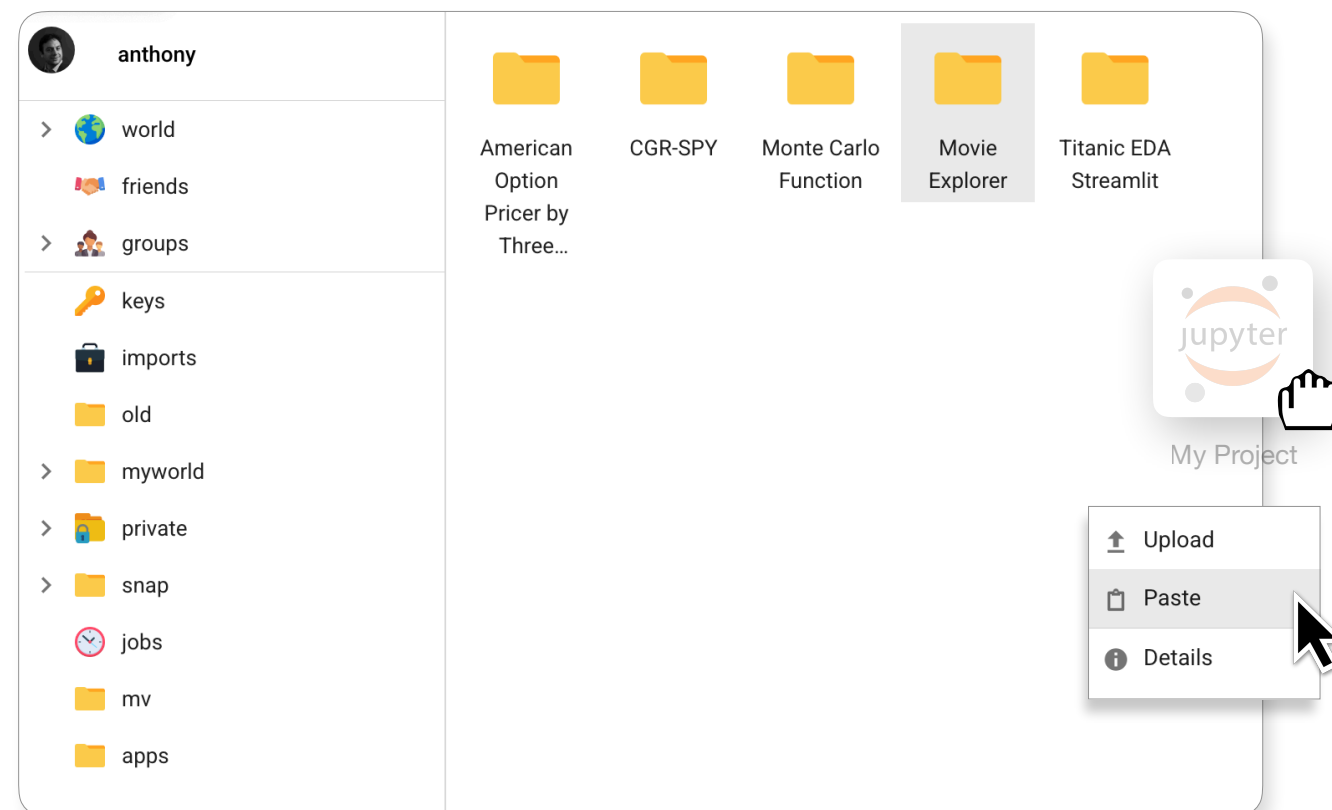 anthony
world
friends
groups
keys
imports
old
myworld
private
snap
jobs
mv
apps
American
Option
Pricer by
Three…
CGR-SPY
Monte Carlo
Function
Movie
Explorer
Titanic EDA
Streamlit
jupyter
My Project
Upload
Paste
Details